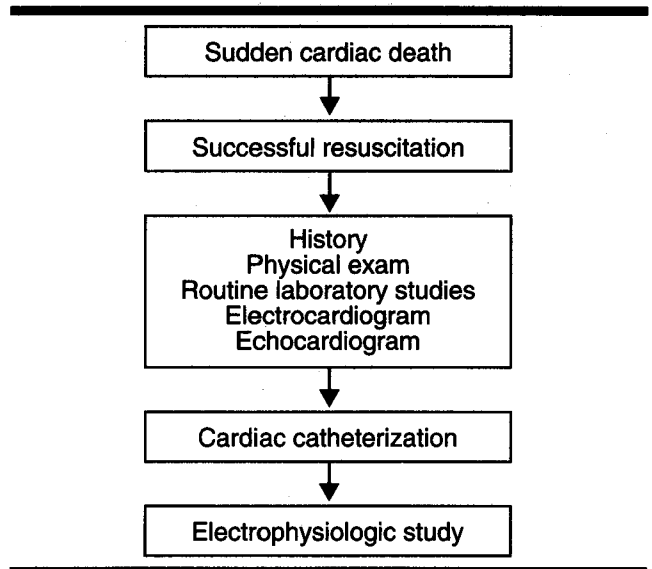 Sudden cardiac death
Successful resuscitation
History
Physical exam
Routine laboratory studies
Electrocardiogram
Echocardiogram
Cardiac catheterization
Electrophysiologic study